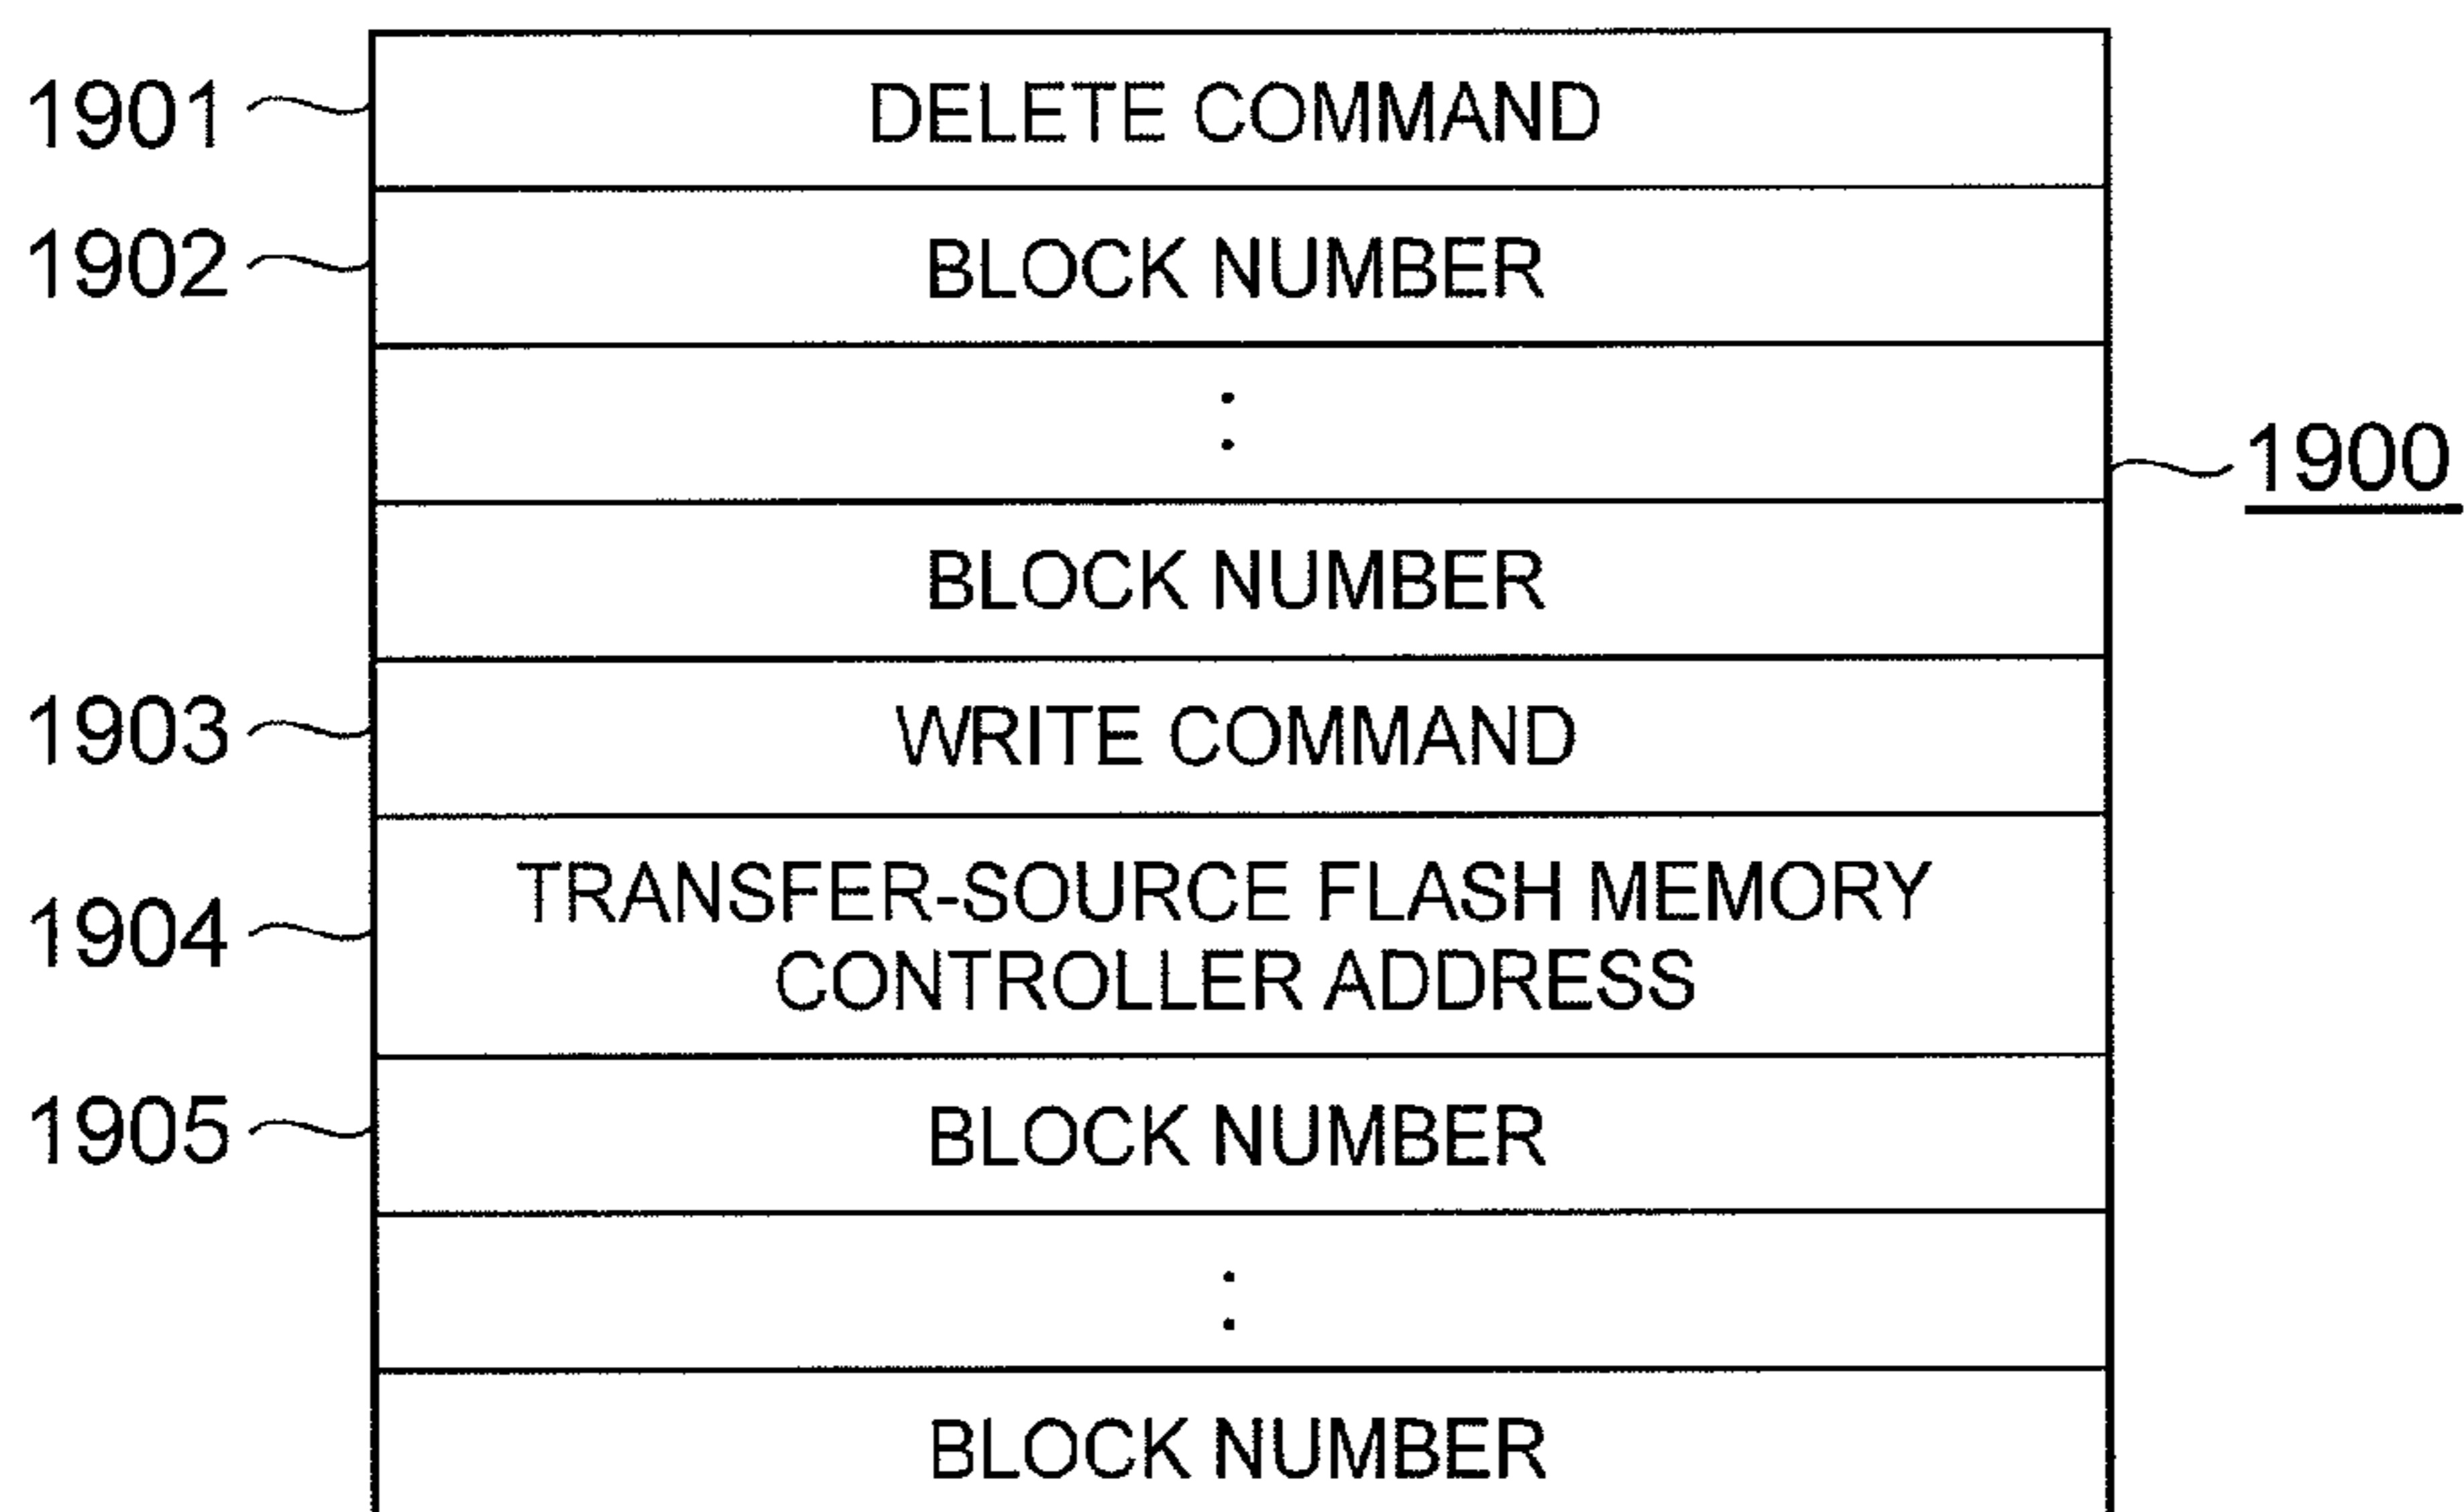 1901 DELETE COMMAND
1902 BLOCK NUMBER
:
1900
BLOCK NUMBER
1903 WRITE COMMAND
TRANSFER-SOURCE FLASH MEMORY
1904
CONTROLLER ADDRESS
1905 BLOCK NUMBER
:
BLOCK NUMBER